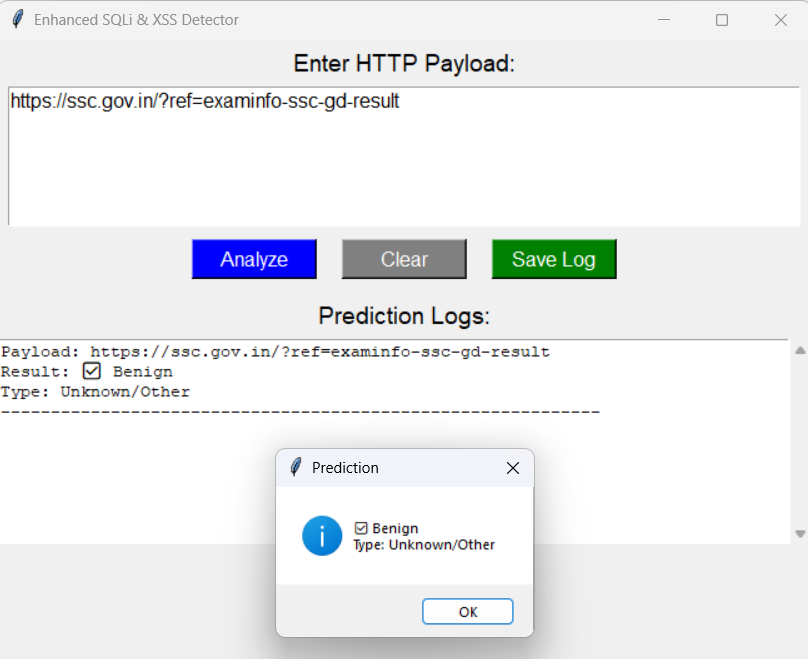 Enhanced SQLi & XSS Detector
Enter HTTP Payload:
https://ssc.gov.in/?ref=examinfo-ssc-gd-result
Analyze Clear Save Log
Prediction Logs:
Payload: https://ssc.gov.in/?ref=examinfo-ssc-gd-result
Result: ☑ Benign
Type: Unknown/Other
------------------------------------------------------------
Prediction
☑ Benign
Type: Unknown/Other
OK